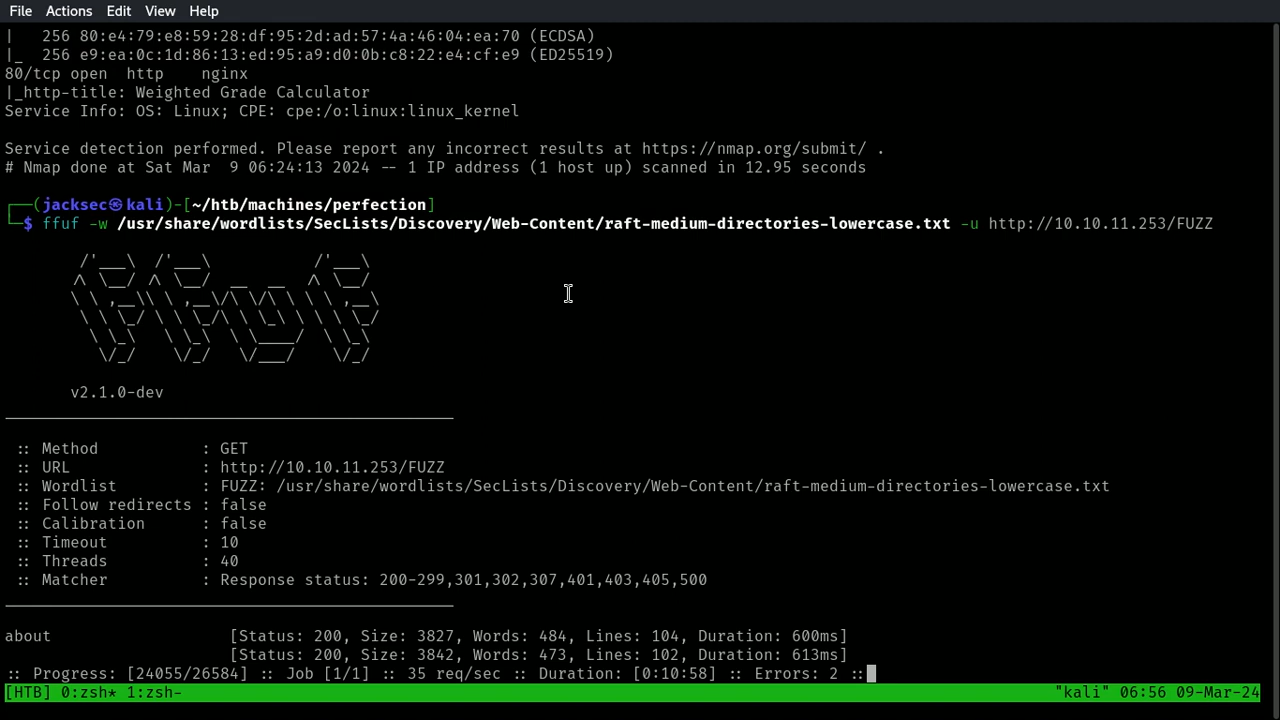 File Actions Edit View Help
|   256 80:e4:79:e8:59:28:df:95:2d:ad:57:4a:46:04:ea:70 (ECDSA)
|_  256 e9:ea:0c:1d:86:13:ed:95:a9:d0:0b:c8:22:e4:cf:e9 (ED25519)
80/tcp open  http    nginx
|_http-title: Weighted Grade Calculator
Service Info: OS: Linux; CPE: cpe:/o:linux:linux_kernel
Service detection performed. Please report any incorrect results at https://nmap.org/submit/ .
# Nmap done at Sat Mar  9 06:24:13 2024 -- 1 IP address (1 host up) scanned in 12.95 seconds
┌──(jacksec㉿kali)-[~/htb/machines/perfection]
└─$ ffuf -w /usr/share/wordlists/SecLists/Discovery/Web-Content/raft-medium-directories-lowercase.txt -u http://10.10.11.253/FUZZ
v2.1.0-dev
:: Method           : GET
:: URL              : http://10.10.11.253/FUZZ
:: Wordlist         : FUZZ: /usr/share/wordlists/SecLists/Discovery/Web-Content/raft-medium-directories-lowercase.txt
:: Follow redirects : false
:: Calibration      : false
:: Timeout          : 10
:: Threads          : 40
:: Matcher          : Response status: 200-299,301,302,307,401,403,405,500
about                   [Status: 200, Size: 3827, Words: 484, Lines: 104, Duration: 600ms]
[Status: 200, Size: 3842, Words: 473, Lines: 102, Duration: 613ms]
:: Progress: [24055/26584] :: Job [1/1] :: 35 req/sec :: Duration: [0:10:58] :: Errors: 2 ::
[HTB] 0:zsh* 1:zsh- "kali" 06:56 09-Mar-24